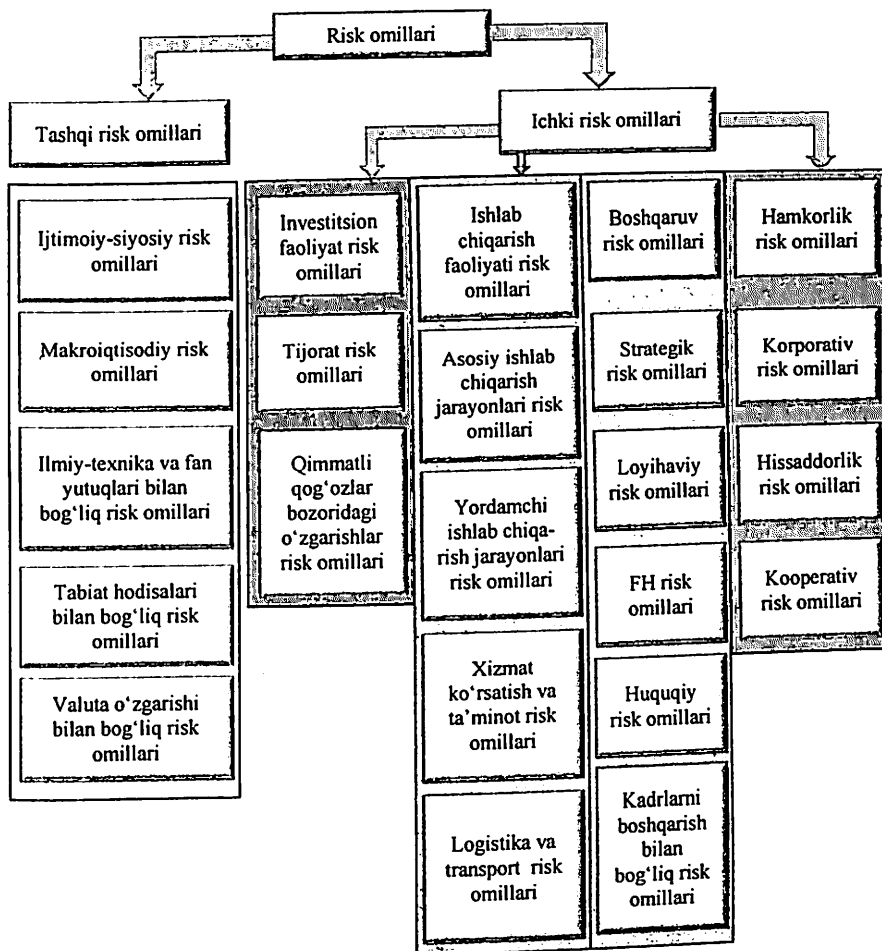 Risk omillari
Tashqi risk omillari
Ichki risk omillari
Ijtimoiy-siyosiy risk
omillari
Makroiqtisodiy risk
omillari
Ilmiy-texnika va fan
yutuqlari bilan
bog‘liq risk omillari
Tabiat hodisalari
bilan bog‘liq risk
omillari
Valuta o‘zgarishi
bilan bog‘liq risk
omillari
Investitsion
faoliyat risk
omillari
Tijorat risk
omillari
Qimmatli
qog‘ozlar
bozoridagi
o‘zgarishlar
risk omillari
Ishlab
chiqarish
faoliyati risk
omillari
Asosiy ishlab
chiqarish
jarayonlari risk
omillari
Yordamchi
ishlab chiqa-
rish jarayonlari
risk omillari
Xizmat
ko‘rsatish va
ta’minot risk
omillari
Logistika va
transport risk
omillari
Boshqaruv
risk omillari
Strategik
risk omillari
Loyihaviy
risk omillari
FH risk
omillari
Huquqiy
risk omillari
Kadrlarni
boshqarish
bilan
bog‘liq risk
omillari
Hamkorlik
risk omillari
Korporativ
risk omillari
Hissaddorlik
risk omillari
Kooperativ
risk omillari